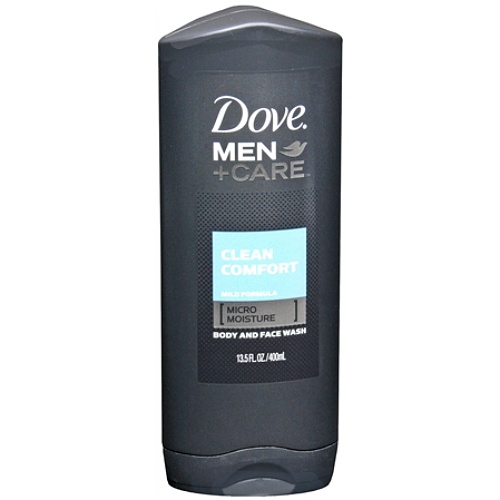 Dove.
MEN
+CARE
CLEAN
COMFORT
MILD FORMULA
MICRO
MOISTURE
BODY AND FACE WASH
13.5 FL. OZ./400mL